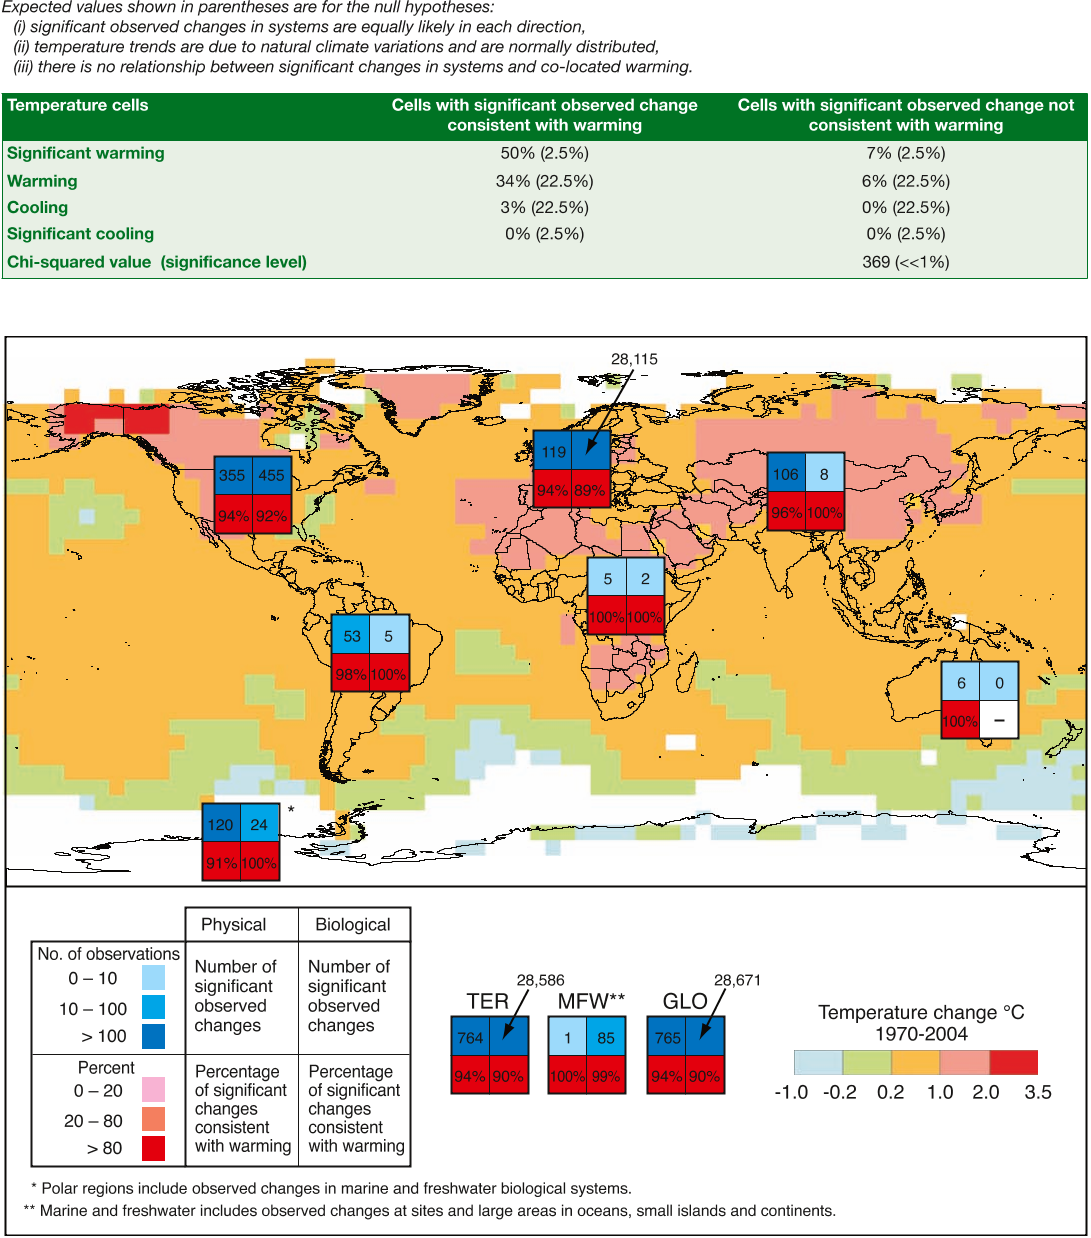 Expected values shown in parentheses are for the null hypotheses:
(i) significant observed changes in systems are equally likely in each direction,
(ii) temperature trends are due to natural climate variations and are normally distributed,
(iii) there is no relationship between significant changes in systems and co-located warming.
Temperature cells
Cells with significant observed change
consistent with warming
Cells with significant observed change not
consistent with warming
Significant warming 50% (2.5%) 7% (2.5%)
Warming 34% (22.5%) 6% (22.5%)
Cooling 3% (22.5%) 0% (22.5%)
Significant cooling 0% (2.5%) 0% (2.5%)
Chi-squared value (significance level) 369 (<<1%)
28,115
119
94% 89%
355 455
94% 92%
106 8
96% 100%
5 2
100% 100%
53 5
98% 100%
6 0
100% –
*
120 24
91% 100%
Physical Biological
No. of observations
0 – 10
10 – 100
> 100
Number of
significant
observed
changes
Number of
significant
observed
changes
Percent
0 – 20
20 – 80
> 80
Percentage
of significant
changes
consistent
with warming
Percentage
of significant
changes
consistent
with warming
28,586
28,671
TER MFW** GLO
764
94% 90%
1 85
100% 99%
765
94% 90%
Temperature change °C
1970-2004
-1.0 -0.2 0.2 1.0 2.0 3.5
* Polar regions include observed changes in marine and freshwater biological systems.
** Marine and freshwater includes observed changes at sites and large areas in oceans, small islands and continents.